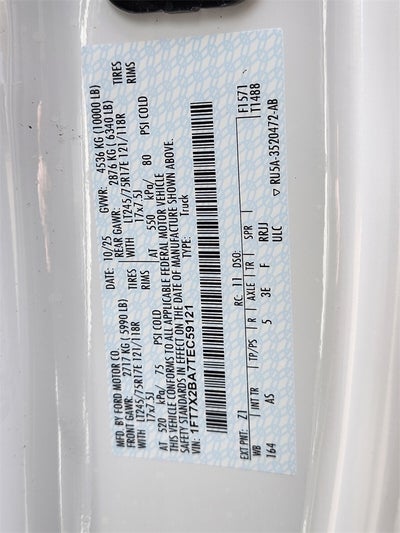 MFG. BY FORD MOTOR CO.
DATE: 10/25 GVWR: 4536 KG (10000 LB)
FRONT GAWR: 2717 KG ( 5990 LB) REAR GAWR: 2876 KG ( 6340 LB)
WITH LT245/75R17E 121/118R TIRES WITH LT245/75R17E 121/118R TIRES
17x7.5J RIMS 17x7.5J RIMS
AT 520 kPa/ 75 PSI COLD AT 550 kPa/ 80 PSI COLD
THIS VEHICLE CONFORMS TO ALL APPLICABLE FEDERAL MOTOR VEHICLE
SAFETY STANDARDS IN EFFECT ON THE DATE OF MANUFACTURE SHOWN ABOVE.
VIN: 1FT7X2BA7TEC59121 TYPE: Truck
F1571
T1488
EXT PNT: Z1 RC: 11 DSO:
WB INT TR TP/PS R AXLE TR SPR
164 AS 5 3E F RRJJ
ULC
▽ RU5A-3520472-AB